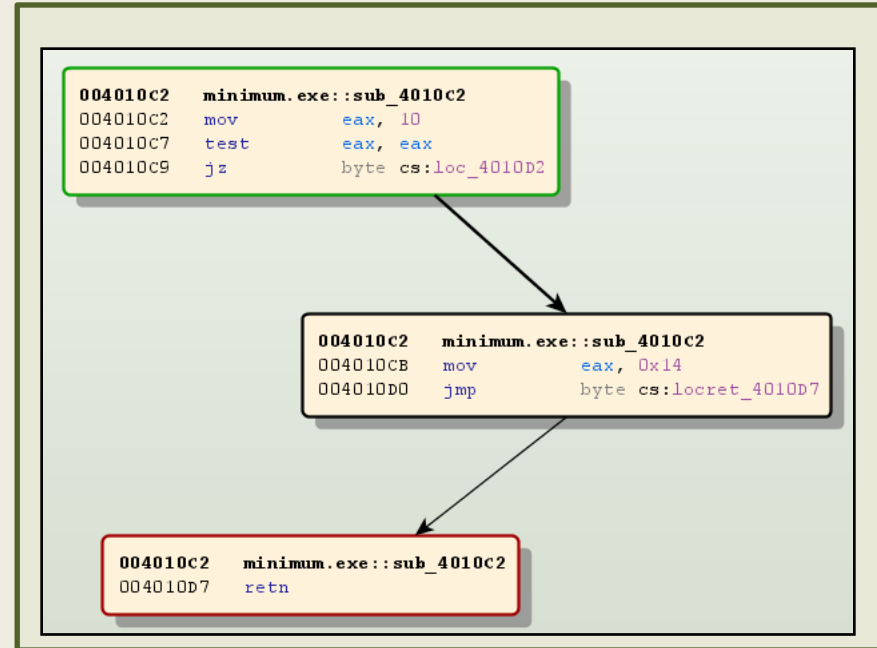 004010C2 minimum.exe::sub_4010C2
004010C2 mov eax, 10
004010C7 test eax, eax
004010C9 jz byte cs:loc_4010D2
004010C2 minimum.exe::sub_4010C2
004010CB mov eax, 0x14
004010D0 jmp byte cs:locret_4010D7
004010C2 minimum.exe::sub_4010C2
004010D7 retn